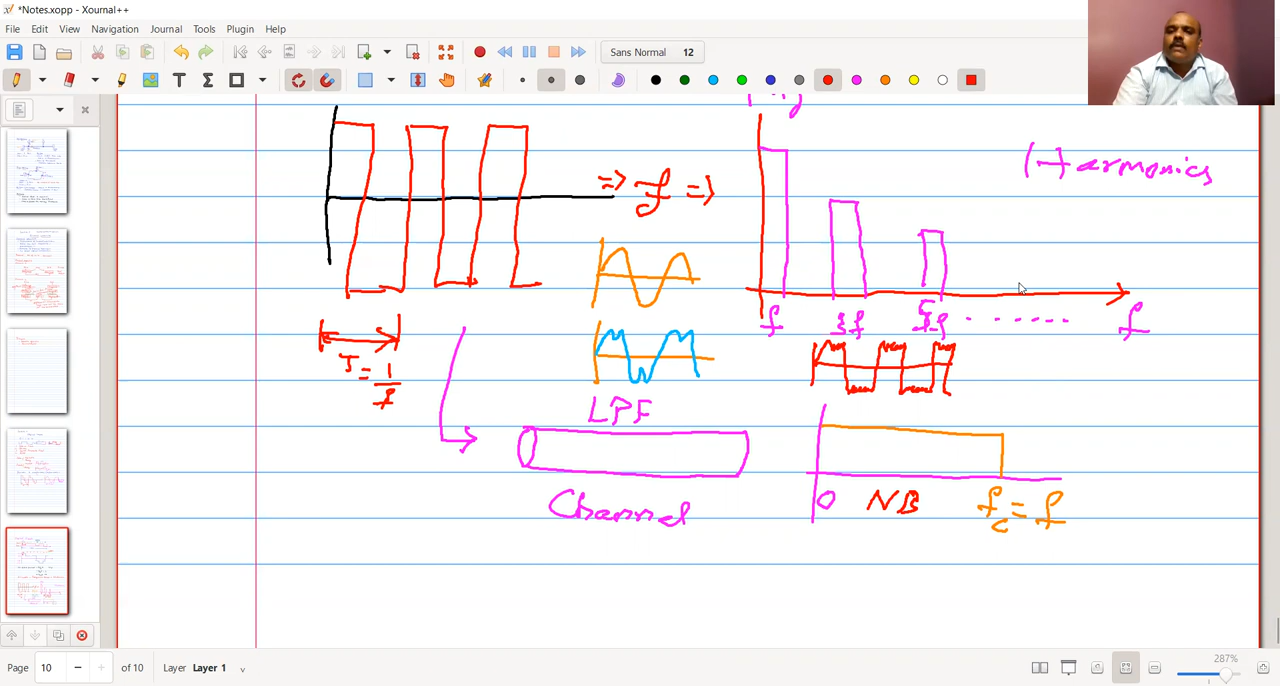 *Notes.xopp - Xournal++
File Edit View Navigation Journal Tools Plugin Help
Sans Normal 12
Harmonics
=> f =>
f 3f 5f ....... f
T = 1/f
LPF
Channel
0 NB fc = f
Page 10 of 10 Layer Layer 1
287%